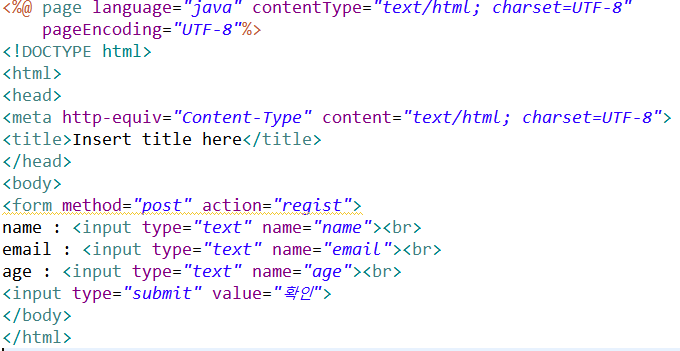 <%@ page language="java" contentType="text/html; charset=UTF-8"
    pageEncoding="UTF-8"%>
<!DOCTYPE html>
<html>
<head>
<meta http-equiv="Content-Type" content="text/html; charset=UTF-8">
<title>Insert title here</title>
</head>
<body>
<form method="post" action="regist">
name : <input type="text" name="name"><br>
email : <input type="text" name="email"><br>
age : <input type="text" name="age"><br>
<input type="submit" value="확인">
</body>
</html>